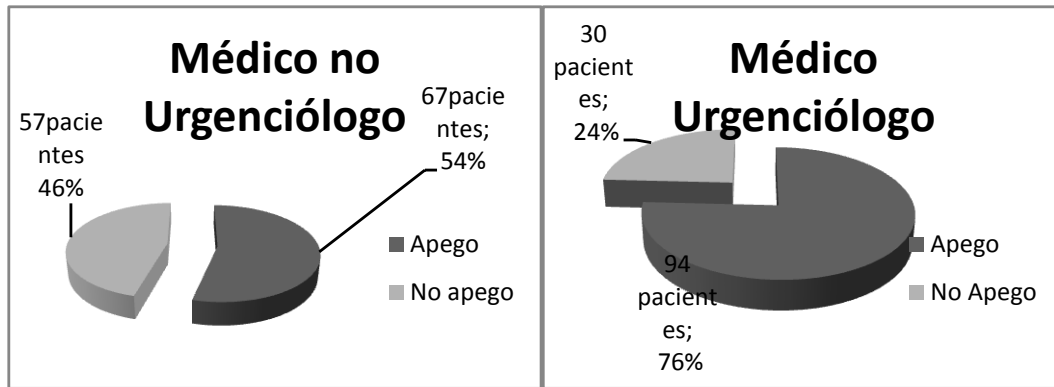 Médico no
Urgenciólogo
57pacie
ntes
46%
67pacie
ntes;
54%
Apego
No apego
Médico
Urgenciólogo
30
pacient
es;
24%
94
pacient
es;
76%
Apego
No Apego